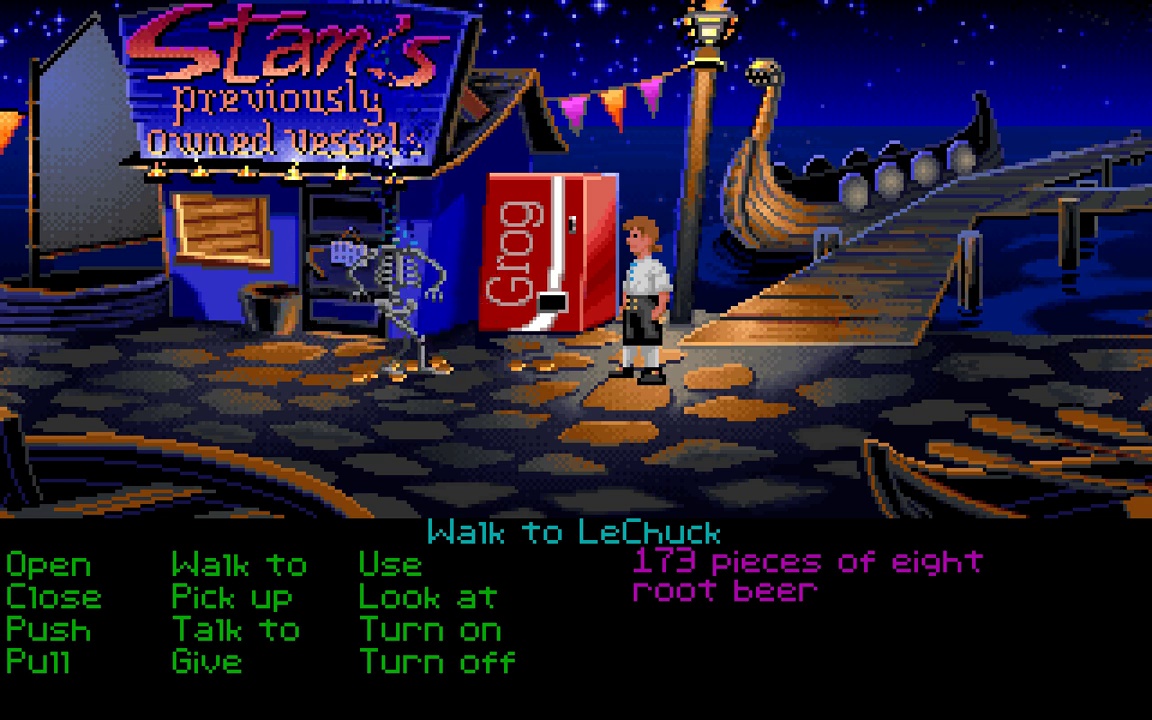 Stan's
previously
owned vessels
Grog
Walk to LeChuck
Open Walk to Use 173 pieces of eight
Close Pick up Look at root beer
Push Talk to Turn on
Pull Give Turn off